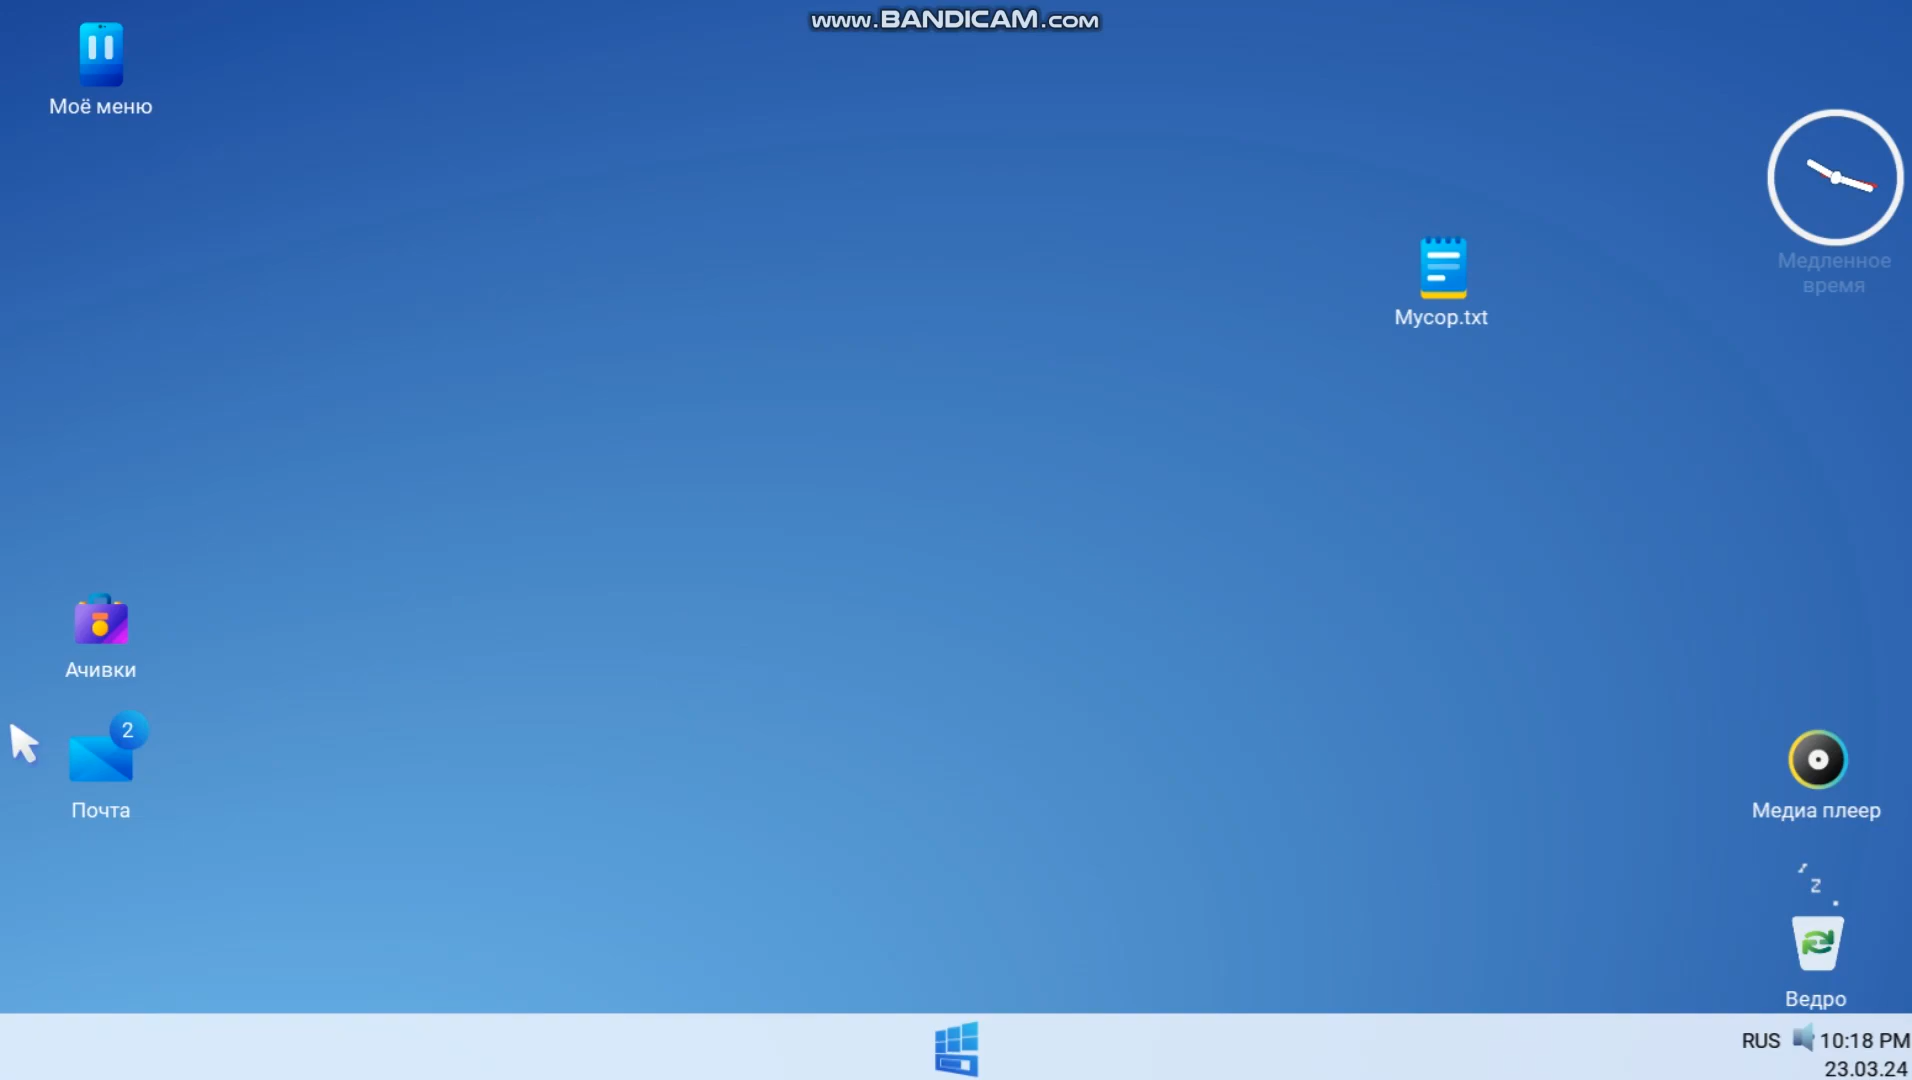 www.BANDICAM.com
Моё меню
Медленное
время
Мусор.txt
Ачивки
2
Почта
Медиа плеер
z
Ведро
RUS 10:18 PM
23.03.24